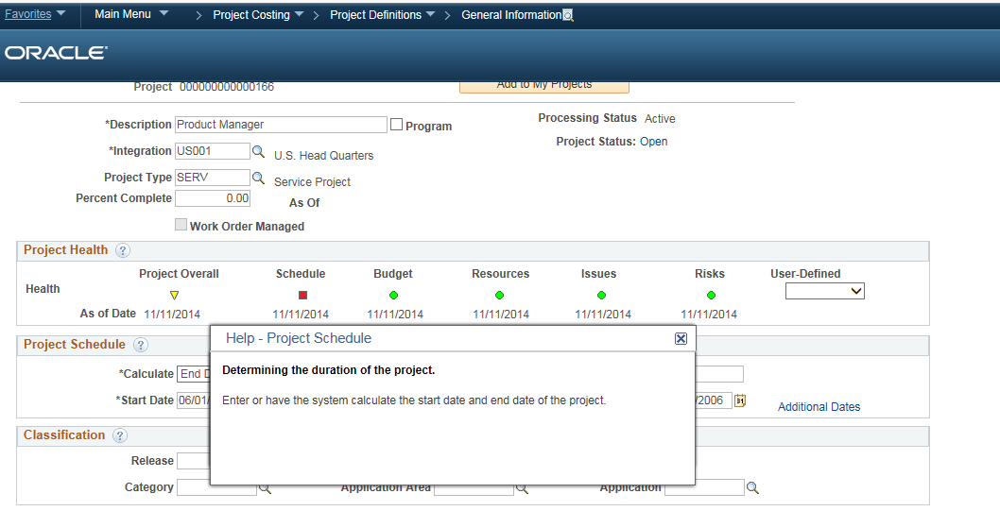 Favorites Main Menu > Project Costing > Project Definitions > General Information
ORACLE
Project 000000000000166 Add to My Projects
*Description Product Manager Program Processing Status Active
*Integration US001 U.S. Head Quarters Project Status: Open
Project Type SERV Service Project
Percent Complete 0.00 As Of
Work Order Managed
Project Health ?
Project Overall Schedule Budget Resources Issues Risks User-Defined
Health
As of Date 11/11/2014 11/11/2014 11/11/2014 11/11/2014 11/11/2014 11/11/2014
Help - Project Schedule
Project Schedule ?
Determining the duration of the project.
*Calculate End D
*Start Date 06/01/ Enter or have the system calculate the start date and end date of the project. /2006 31 Additional Dates
Classification ?
Release
Category Application Area Application